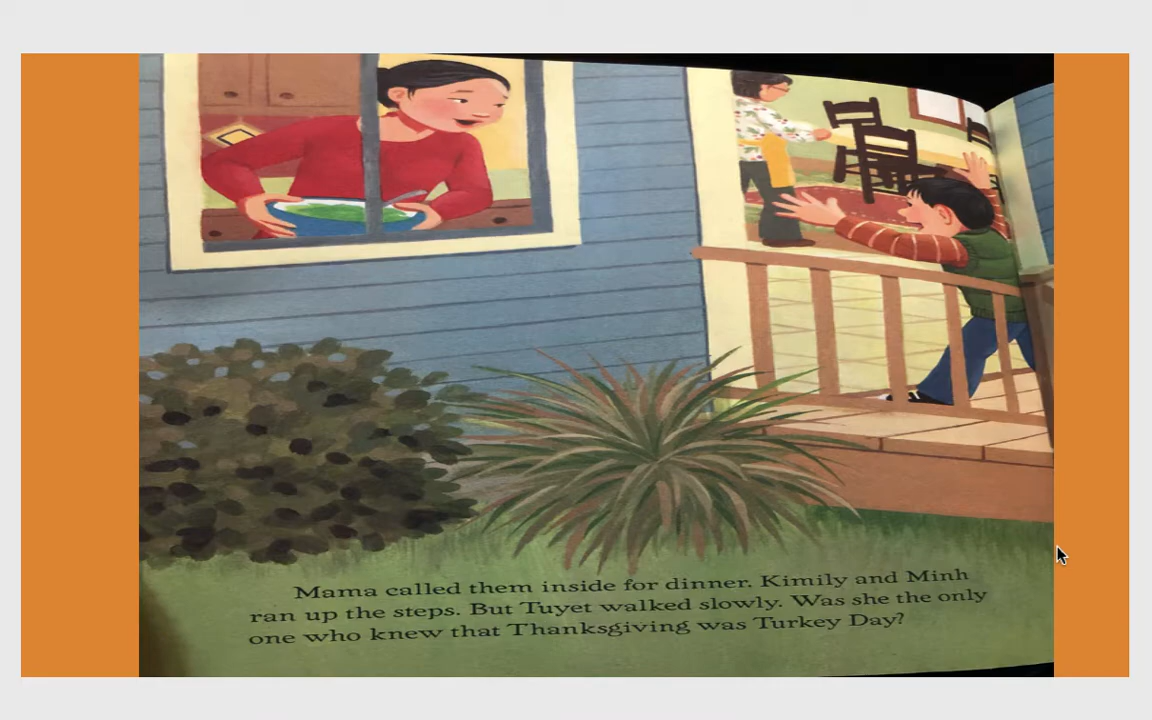 Mama called them inside for dinner. Kimily and Minh
ran up the steps. But Tuyet walked slowly. Was she the only
one who knew that Thanksgiving was Turkey Day?